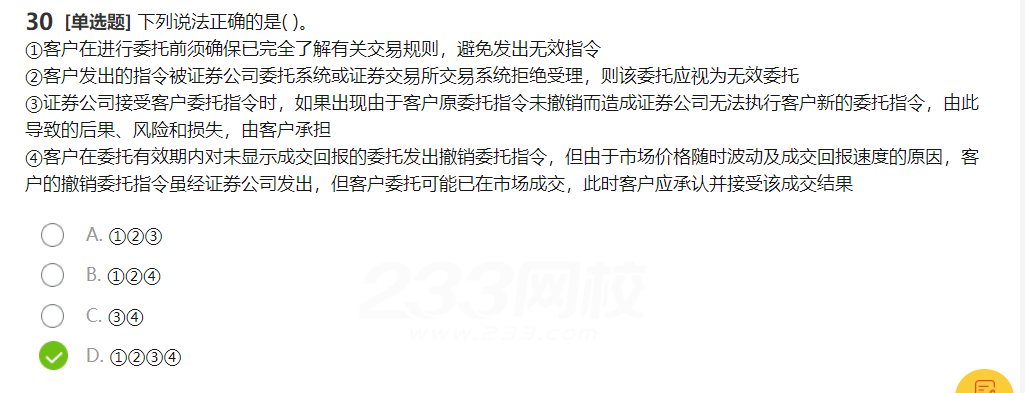 30 [单选题] 下列说法正确的是( )。
①客户在进行委托前须确保已完全了解有关交易规则，避免发出无效指令
②客户发出的指令被证券公司委托系统或证券交易所交易系统拒绝受理，则该委托应视为无效委托
③证券公司接受客户委托指令时，如果出现由于客户原委托指令未撤销而造成证券公司无法执行客户新的委托指令，由此
导致的后果、风险和损失，由客户承担
④客户在委托有效期内对未显示成交回报的委托发出撤销委托指令，但由于市场价格随时波动及成交回报速度的原因，客
户的撤销委托指令虽经证券公司发出，但客户委托可能已在市场成交，此时客户应承认并接受该成交结果
A. ①②③
B. ①②④
C. ③④
D. ①②③④
233网校
www.233.com